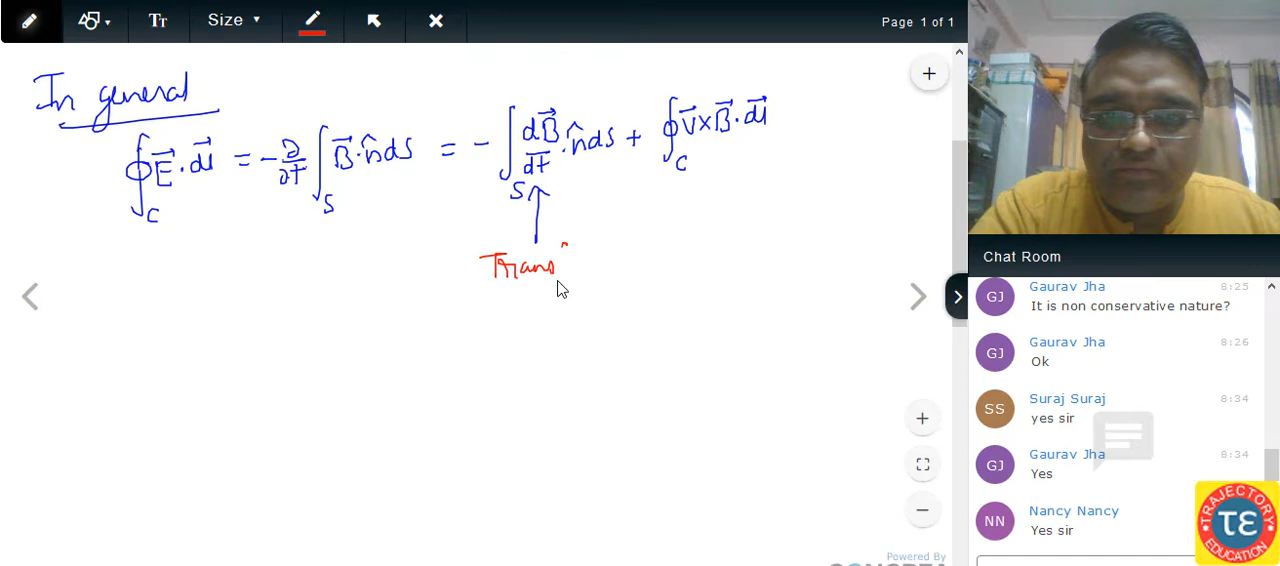 Tt Size Page 1 of 1
In general
∮_C E⃗ · dl⃗ = -∂/∂t ∫_S B⃗ · n̂ ds = - ∫_S dB⃗/dt · n̂ ds + ∮_C V⃗ × B⃗ · dl⃗
Trans
Chat Room
GJ Gaurav Jha 8:25
It is non conservative nature?
GJ Gaurav Jha 8:26
Ok
SS Suraj Suraj 8:34
yes sir
GJ Gaurav Jha 8:34
Yes
NN Nancy Nancy
Yes sir
TRAJECTORY
TE
EDUCATION
Powered By